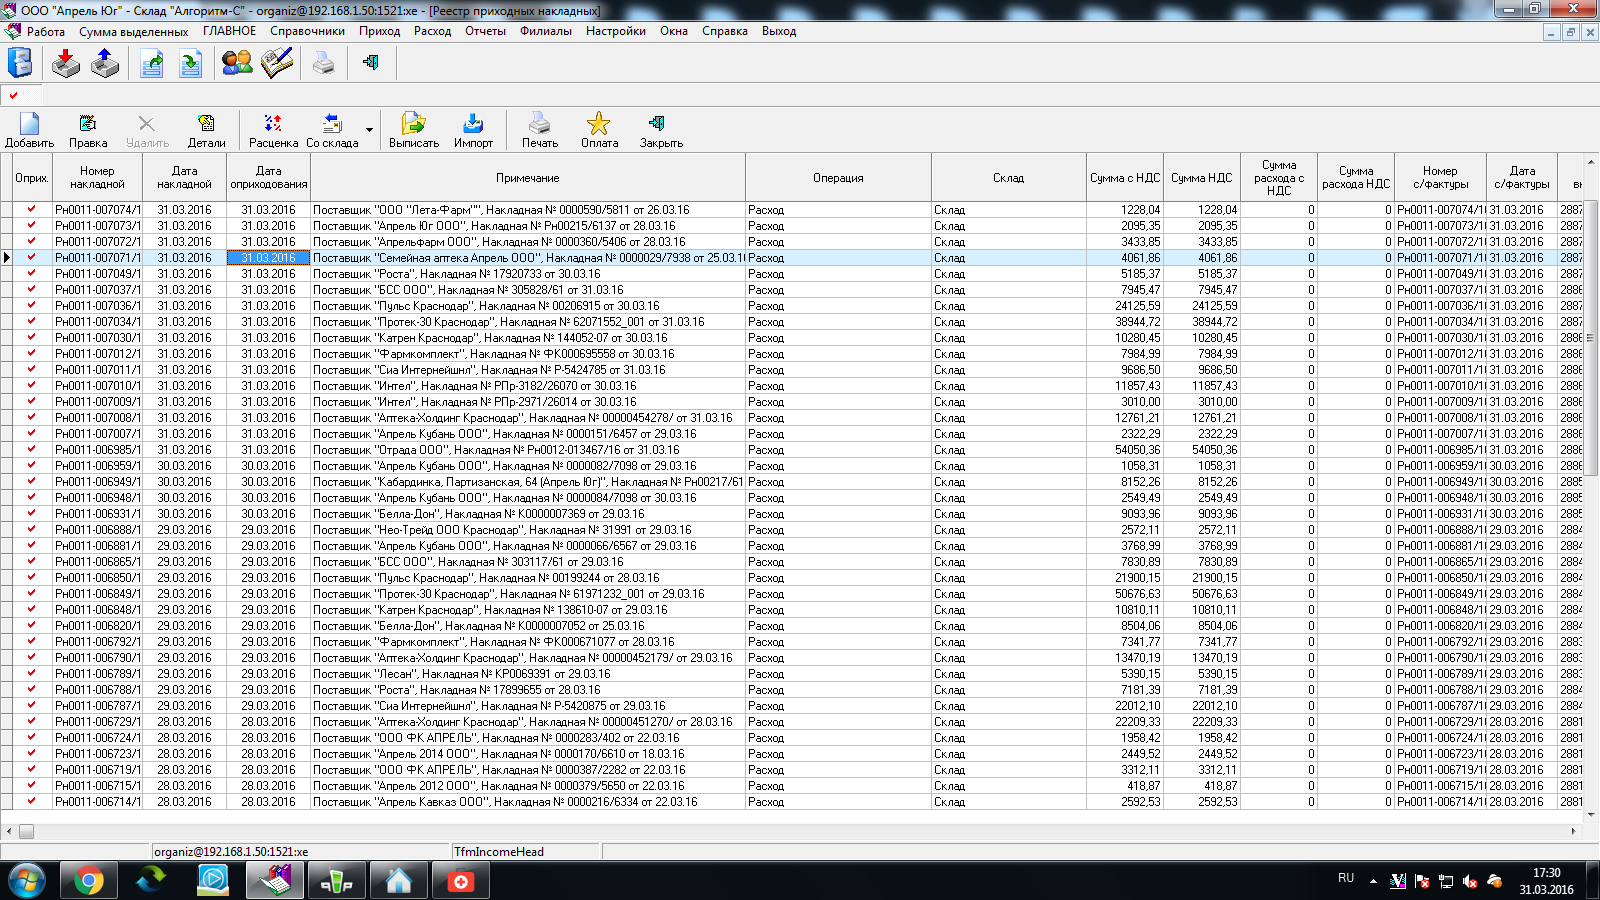 ООО "Апрель Юг" - Склад "Алгоритм-С" - organiz@192.168.1.50:1521:xe - [Реестр приходных накладных]
Работа Сумма выделенных ГЛАВНОЕ Справочники Приход Расход Отчеты Филиалы Настройки Окна Справка Выход
Добавить Правка Удалить Детали Расценка Со склада Выписать Импорт Печать Оплата Закрыть
Оприх. Номер накладной Дата накладной Дата оприходования Примечание Операция Склад Сумма с НДС Сумма НДС Сумма расхода с НДС Сумма расхода НДС Номер с/фактуры Дата с/фактуры вн
Рн0011-007074/1 31.03.2016 31.03.2016 Поставщик "ООО "Лета-Фарм"", Накладная № 0000590/5811 от 26.03.16 Расход Склад 1228,04 1228,04 0 0 Рн0011-007074/1 31.03.2016 2887
Рн0011-007073/1 31.03.2016 31.03.2016 Поставщик "Апрель Юг ООО", Накладная № Рн00215/6137 от 28.03.16 Расход Склад 2095,35 2095,35 0 0 Рн0011-007073/1 31.03.2016 2887
Рн0011-007072/1 31.03.2016 31.03.2016 Поставщик "Апрельфарм ООО", Накладная № 0000360/5406 от 28.03.16 Расход Склад 3433,85 3433,85 0 0 Рн0011-007072/1 31.03.2016 2887
Рн0011-007071/1 31.03.2016 31.03.2016 Поставщик "Семейная аптека Апрель ООО", Накладная № 0000029/7938 от 25.03.1 Расход Склад 4061,86 4061,86 0 0 Рн0011-007071/1 31.03.2016 2887
Рн0011-007049/1 31.03.2016 31.03.2016 Поставщик "Роста", Накладная № 17920733 от 30.03.16 Расход Склад 5185,37 5185,37 0 0 Рн0011-007049/1 31.03.2016 2887
Рн0011-007037/1 31.03.2016 31.03.2016 Поставщик "БСС ООО", Накладная № 305828/61 от 31.03.16 Расход Склад 7945,47 7945,47 0 0 Рн0011-007037/1 31.03.2016 2886
Рн0011-007036/1 31.03.2016 31.03.2016 Поставщик "Пульс Краснодар", Накладная № 00206915 от 30.03.16 Расход Склад 24125,59 24125,59 0 0 Рн0011-007036/1 31.03.2016 2887
Рн0011-007034/1 31.03.2016 31.03.2016 Поставщик "Протек-30 Краснодар", Накладная № 62071552_001 от 31.03.16 Расход Склад 38944,72 38944,72 0 0 Рн0011-007034/1 31.03.2016 2887
Рн0011-007030/1 31.03.2016 31.03.2016 Поставщик "Катрен Краснодар", Накладная № 144052-07 от 30.03.16 Расход Склад 10280,45 10280,45 0 0 Рн0011-007030/1 31.03.2016 2886
Рн0011-007012/1 31.03.2016 31.03.2016 Поставщик "Фармкомплект", Накладная № ФК000695558 от 30.03.16 Расход Склад 7984,99 7984,99 0 0 Рн0011-007012/1 31.03.2016 2886
Рн0011-007011/1 31.03.2016 31.03.2016 Поставщик "Сиа Интернейшнл", Накладная № Р-5424785 от 31.03.16 Расход Склад 9686,50 9686,50 0 0 Рн0011-007011/1 31.03.2016 2886
Рн0011-007010/1 31.03.2016 31.03.2016 Поставщик "Интел", Накладная № РПр-3182/26070 от 30.03.16 Расход Склад 11857,43 11857,43 0 0 Рн0011-007010/1 31.03.2016 2886
Рн0011-007009/1 31.03.2016 31.03.2016 Поставщик "Интел", Накладная № РПр-2971/26014 от 30.03.16 Расход Склад 3010,00 3010,00 0 0 Рн0011-007009/1 31.03.2016 2886
Рн0011-007008/1 31.03.2016 31.03.2016 Поставщик "Аптека-Холдинг Краснодар", Накладная № 00000454278/ от 31.03.16 Расход Склад 12761,21 12761,21 0 0 Рн0011-007008/1 31.03.2016 2886
Рн0011-007007/1 31.03.2016 31.03.2016 Поставщик "Апрель Кубань ООО", Накладная № 0000151/6457 от 29.03.16 Расход Склад 2322,29 2322,29 0 0 Рн0011-007007/1 31.03.2016 2886
Рн0011-006985/1 31.03.2016 31.03.2016 Поставщик "Отрада ООО", Накладная № Рн0012-013467/16 от 31.03.16 Расход Склад 54050,36 54050,36 0 0 Рн0011-006985/1 31.03.2016 2886
Рн0011-006959/1 30.03.2016 30.03.2016 Поставщик "Апрель Кубань ООО", Накладная № 0000082/7098 от 29.03.16 Расход Склад 1058,31 1058,31 0 0 Рн0011-006959/1 30.03.2016 2886
Рн0011-006949/1 30.03.2016 30.03.2016 Поставщик "Кабардинка, Партизанская, 64 (Апрель Юг)", Накладная № Рн00217/61 Расход Склад 8152,26 8152,26 0 0 Рн0011-006949/1 30.03.2016 2885
Рн0011-006948/1 30.03.2016 30.03.2016 Поставщик "Апрель Кубань ООО", Накладная № 0000084/7098 от 30.03.16 Расход Склад 2549,49 2549,49 0 0 Рн0011-006948/1 30.03.2016 2885
Рн0011-006931/1 30.03.2016 30.03.2016 Поставщик "Белла-Дон", Накладная № К0000007369 от 29.03.16 Расход Склад 9093,96 9093,96 0 0 Рн0011-006931/1 30.03.2016 2885
Рн0011-006888/1 29.03.2016 29.03.2016 Поставщик "Нео-Трейд ООО Краснодар", Накладная № 31991 от 29.03.16 Расход Склад 2572,11 2572,11 0 0 Рн0011-006888/1 29.03.2016 2884
Рн0011-006881/1 29.03.2016 29.03.2016 Поставщик "Апрель Кубань ООО", Накладная № 0000066/6567 от 29.03.16 Расход Склад 3768,99 3768,99 0 0 Рн0011-006881/1 29.03.2016 2884
Рн0011-006865/1 29.03.2016 29.03.2016 Поставщик "БСС ООО", Накладная № 303117/61 от 29.03.16 Расход Склад 7830,89 7830,89 0 0 Рн0011-006865/1 29.03.2016 2884
Рн0011-006850/1 29.03.2016 29.03.2016 Поставщик "Пульс Краснодар", Накладная № 00199244 от 28.03.16 Расход Склад 21900,15 21900,15 0 0 Рн0011-006850/1 29.03.2016 2884
Рн0011-006849/1 29.03.2016 29.03.2016 Поставщик "Протек-30 Краснодар", Накладная № 61971232_001 от 29.03.16 Расход Склад 50676,63 50676,63 0 0 Рн0011-006849/1 29.03.2016 2884
Рн0011-006848/1 29.03.2016 29.03.2016 Поставщик "Катрен Краснодар", Накладная № 138610-07 от 29.03.16 Расход Склад 10810,11 10810,11 0 0 Рн0011-006848/1 29.03.2016 2884
Рн0011-006820/1 29.03.2016 29.03.2016 Поставщик "Белла-Дон", Накладная № К0000007052 от 25.03.16 Расход Склад 8504,06 8504,06 0 0 Рн0011-006820/1 29.03.2016 2884
Рн0011-006792/1 29.03.2016 29.03.2016 Поставщик "Фармкомплект", Накладная № ФК000671077 от 28.03.16 Расход Склад 7341,77 7341,77 0 0 Рн0011-006792/1 29.03.2016 2883
Рн0011-006790/1 29.03.2016 29.03.2016 Поставщик "Аптека-Холдинг Краснодар", Накладная № 00000452179/ от 29.03.16 Расход Склад 13470,19 13470,19 0 0 Рн0011-006790/1 29.03.2016 2883
Рн0011-006789/1 29.03.2016 29.03.2016 Поставщик "Лесан", Накладная № КР0069391 от 29.03.16 Расход Склад 5390,15 5390,15 0 0 Рн0011-006789/1 29.03.2016 2883
Рн0011-006788/1 29.03.2016 29.03.2016 Поставщик "Роста", Накладная № 17899655 от 28.03.16 Расход Склад 7181,39 7181,39 0 0 Рн0011-006788/1 29.03.2016 2884
Рн0011-006787/1 29.03.2016 29.03.2016 Поставщик "Сиа Интернейшнл", Накладная № Р-5420875 от 29.03.16 Расход Склад 22012,10 22012,10 0 0 Рн0011-006787/1 29.03.2016 2884
Рн0011-006729/1 28.03.2016 28.03.2016 Поставщик "Аптека-Холдинг Краснодар", Накладная № 00000451270/ от 28.03.16 Расход Склад 22209,33 22209,33 0 0 Рн0011-006729/1 28.03.2016 2881
Рн0011-006724/1 28.03.2016 28.03.2016 Поставщик "ООО ФК АПРЕЛЬ", Накладная № 0000283/402 от 22.03.16 Расход Склад 1958,42 1958,42 0 0 Рн0011-006724/1 28.03.2016 2881
Рн0011-006723/1 28.03.2016 28.03.2016 Поставщик "Апрель 2014 ООО", Накладная № 0000170/6610 от 18.03.16 Расход Склад 2449,52 2449,52 0 0 Рн0011-006723/1 28.03.2016 2881
Рн0011-006719/1 28.03.2016 28.03.2016 Поставщик "ООО ФК АПРЕЛЬ", Накладная № 0000387/2282 от 22.03.16 Расход Склад 3312,11 3312,11 0 0 Рн0011-006719/1 28.03.2016 2881
Рн0011-006715/1 28.03.2016 28.03.2016 Поставщик "Апрель 2012 ООО", Накладная № 0000379/5650 от 22.03.16 Расход Склад 418,87 418,87 0 0 Рн0011-006715/1 28.03.2016 2881
Рн0011-006714/1 28.03.2016 28.03.2016 Поставщик "Апрель Кавказ ООО", Накладная № 0000216/6334 от 22.03.16 Расход Склад 2592,53 2592,53 0 0 Рн0011-006714/1 28.03.2016 2881
organiz@192.168.1.50:1521:xe TfmIncomeHead
RU 17:30
31.03.2016